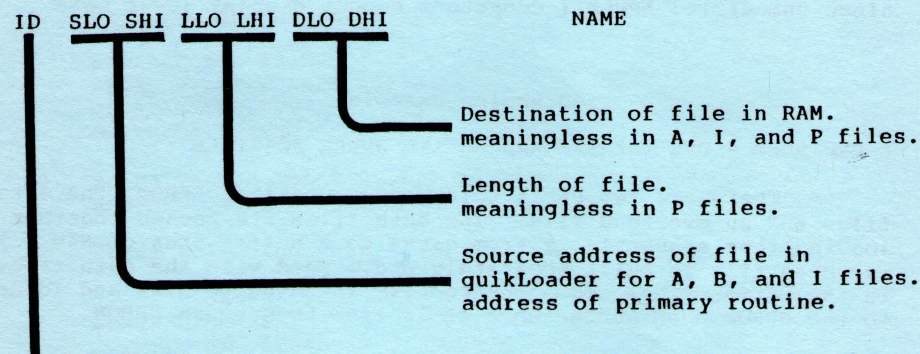 ID SLO SHI LLO LHI DLO DHI NAME
Destination of file in RAM.
meaningless in A, I, and P files.
Length of file.
meaningless in P files.
Source address of file in
quikLoader for A, B, and I files.
address of primary routine.